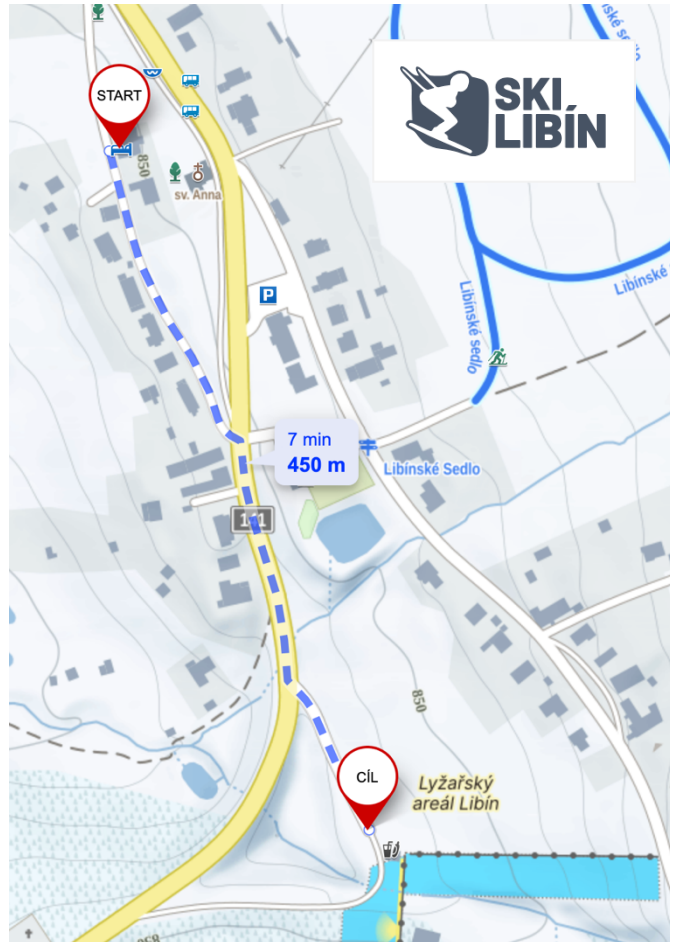 START
850
sv. Anna
SKI
LIBÍN
Libínské sedlo
Libínské
P
7 min
450 m
Libínské Sedlo
141
850
CÍL
Lyžařský
areál Libín
850